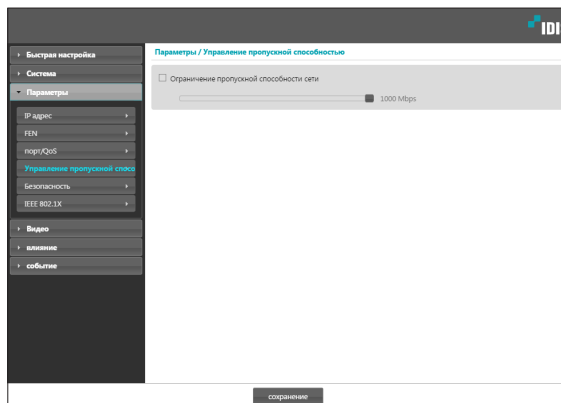 IDIS
Быстрая настройка
Система
Параметры
IP адрес
FEN
порт/QoS
Управление пропускной спосо
Безопасность
IEEE 802.1X
Видео
влияние
событие
Параметры / Управление пропускной способностью
Ограничение пропускной способности сети
1000 Mbps
сохранение